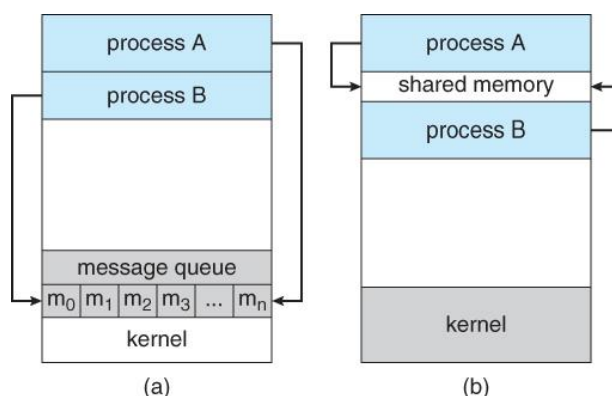 process A
process B
message queue
m0 m1 m2 m3 ... mn
kernel
(a)
process A
shared memory
process B
kernel
(b)